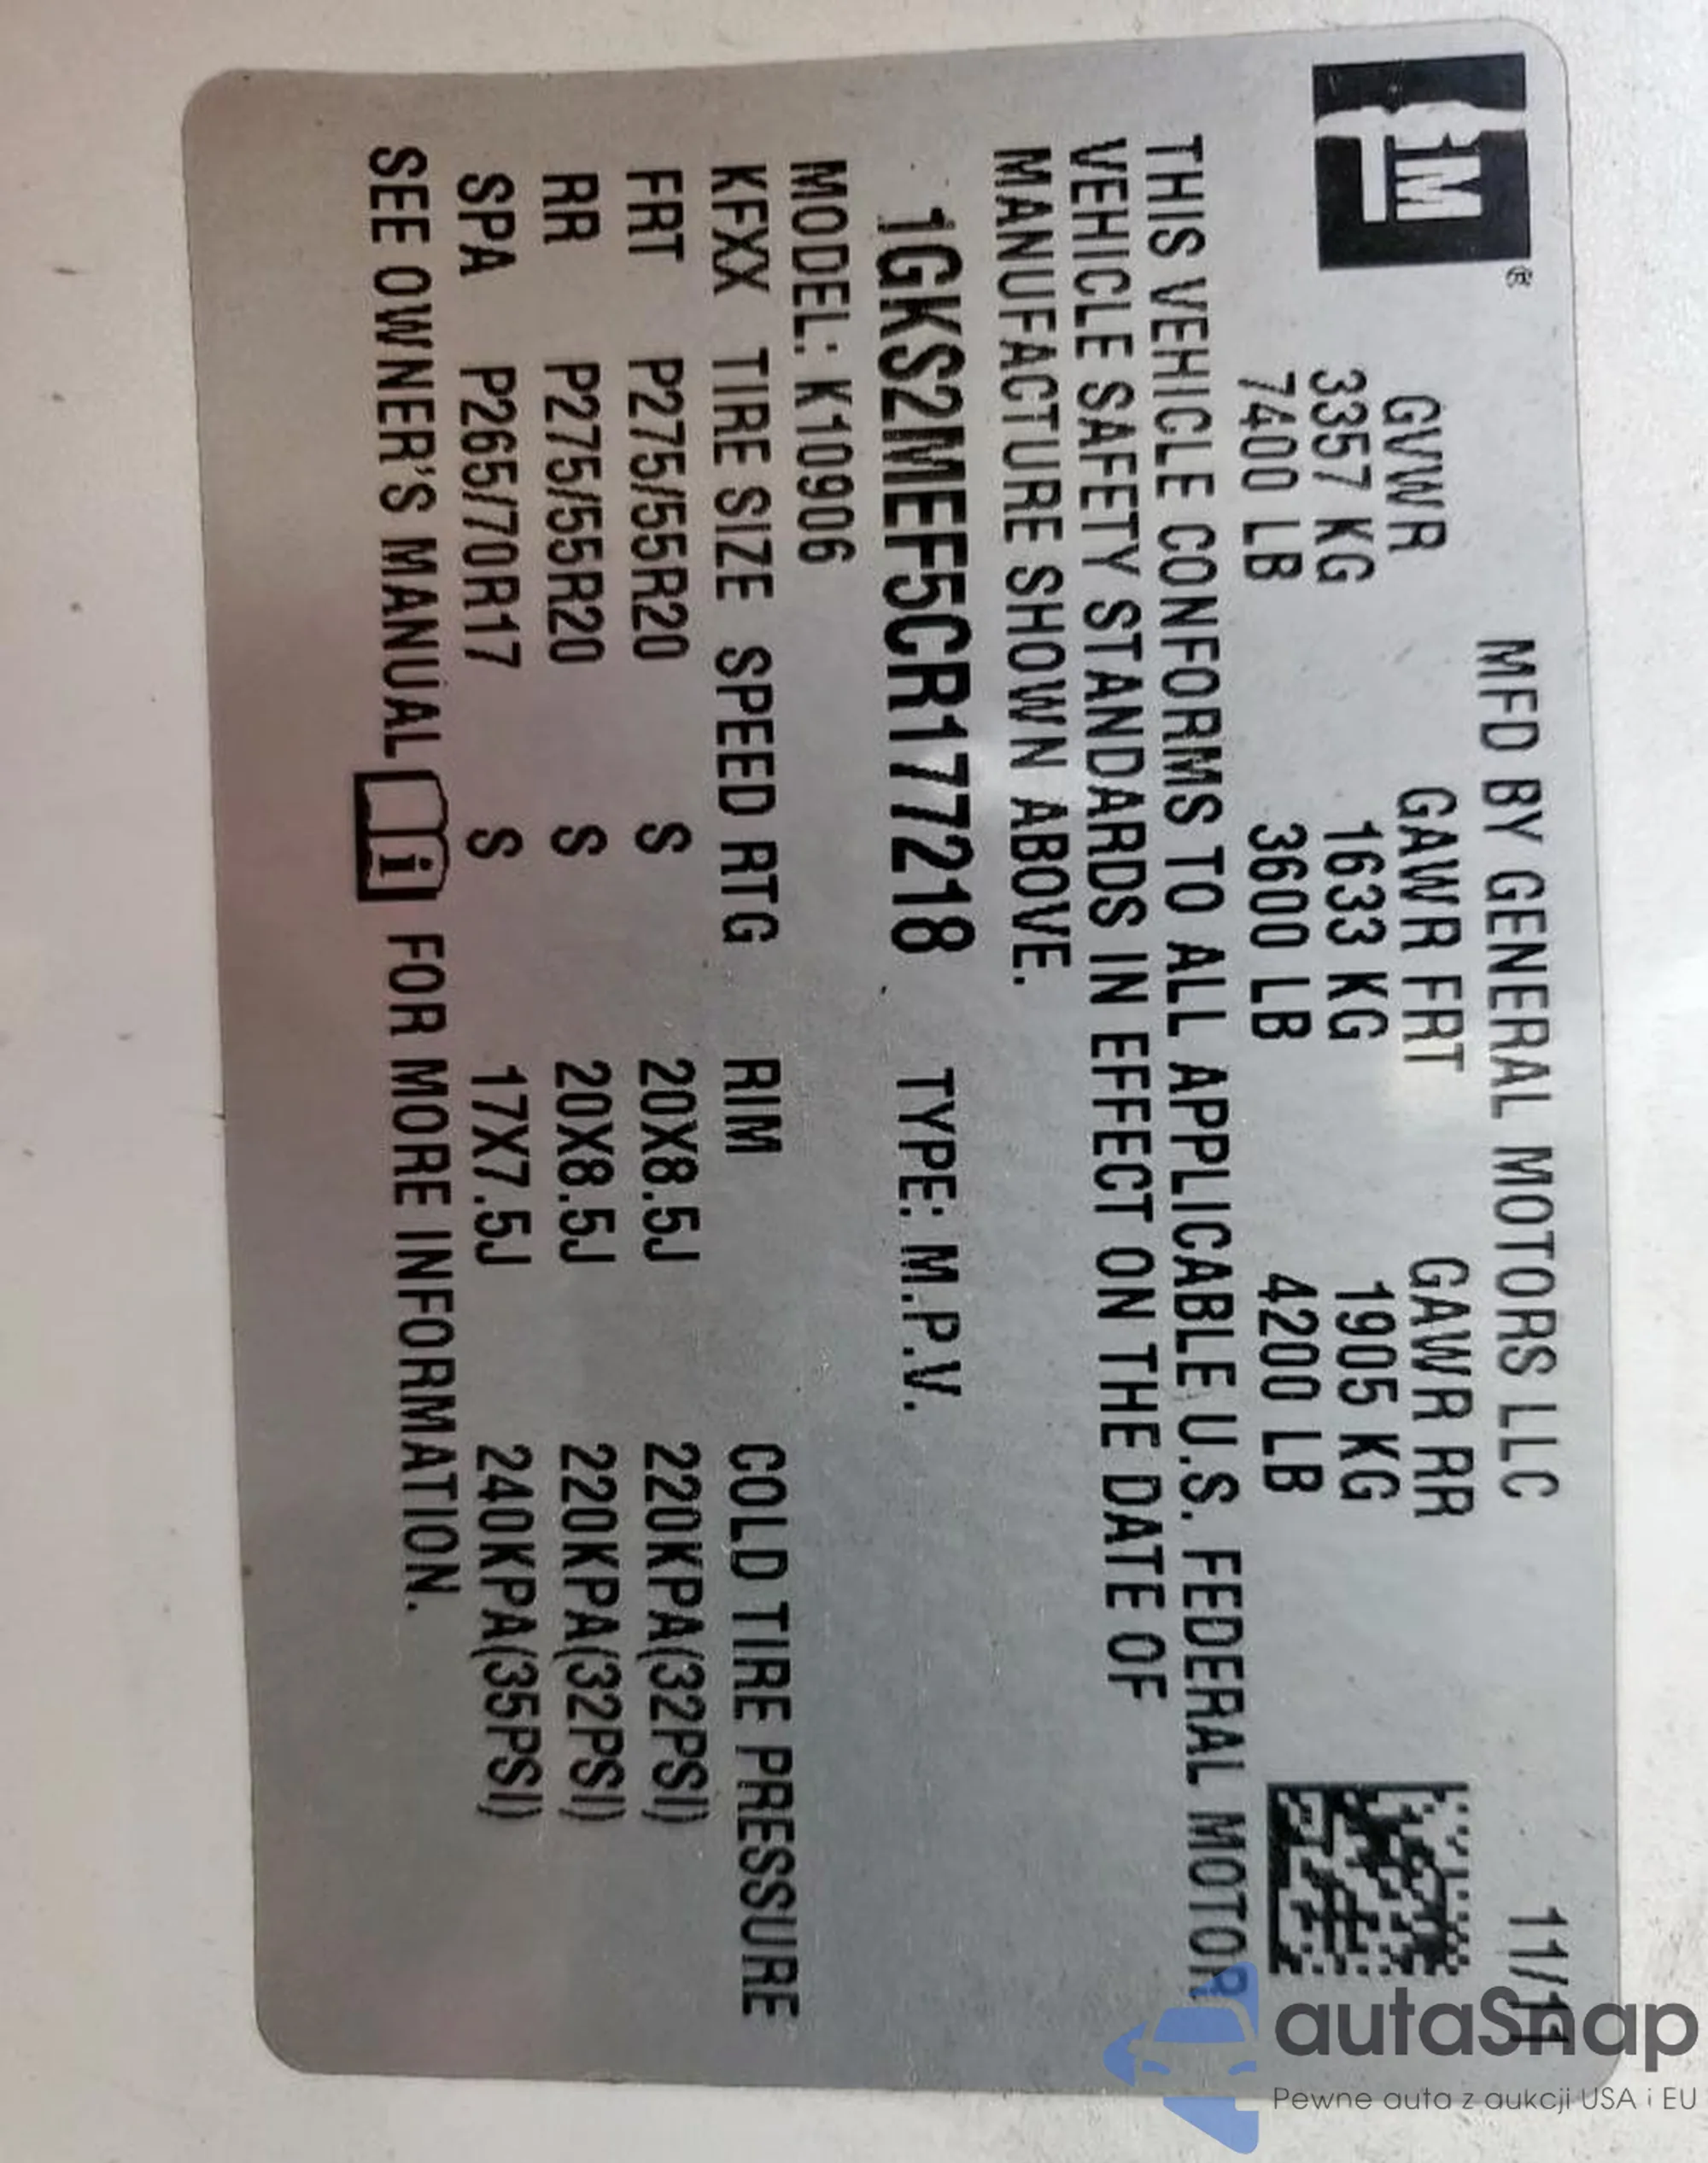 GM®
MFD BY GENERAL MOTORS LLC 11/11
GVWR GAWR FRT GAWR RR
3357 KG 1633 KG 1905 KG
7400 LB 3600 LB 4200 LB
THIS VEHICLE CONFORMS TO ALL APPLICABLE U.S. FEDERAL MOTOR
VEHICLE SAFETY STANDARDS IN EFFECT ON THE DATE OF
MANUFACTURE SHOWN ABOVE.
1GKS2MEF5CR177218 TYPE: M.P.V.
MODEL: K10906
KFXX TIRE SIZE SPEED RTG RIM COLD TIRE PRESSURE
FRT P275/55R20 S 20X8.5J 220KPA(32PSI)
RR P275/55R20 S 20X8.5J 220KPA(32PSI)
SPA P265/70R17 S 17X7.5J 240KPA(35PSI)
SEE OWNER'S MANUAL i FOR MORE INFORMATION.
autaSnap
Pewne auta z aukcji USA i EU